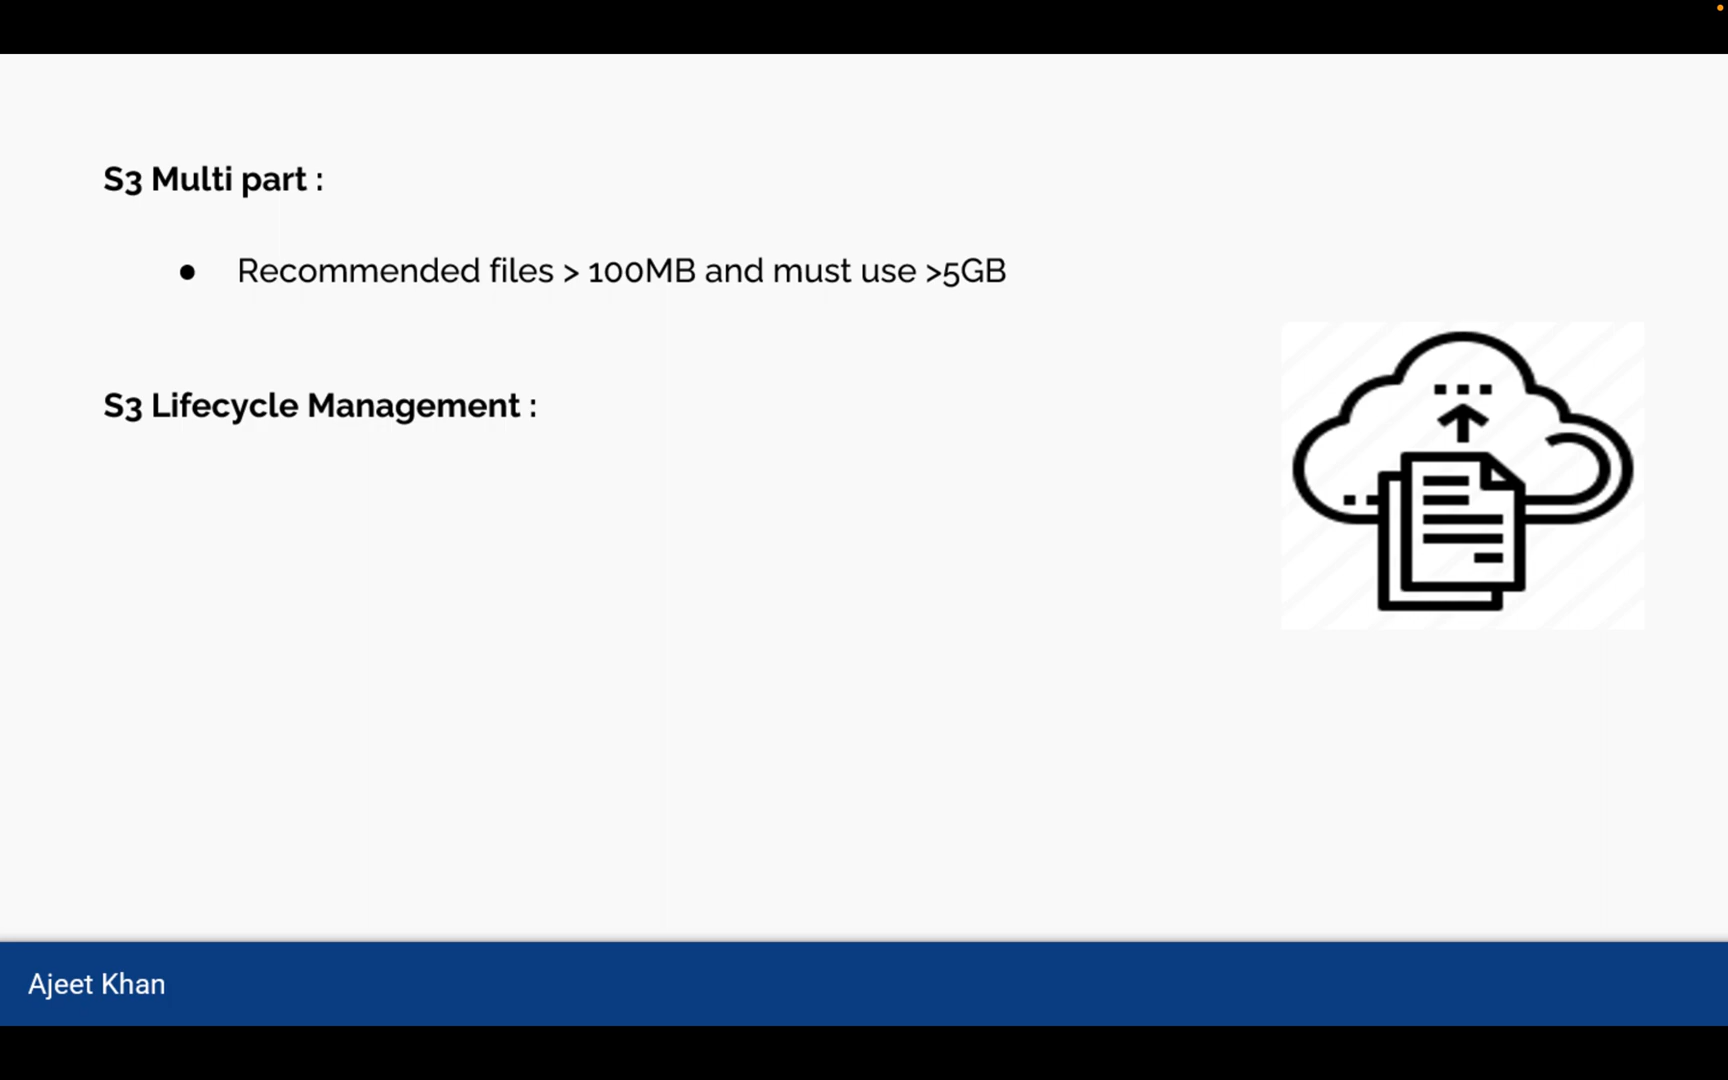 S3 Multi part :
● Recommended files > 100MB and must use >5GB
S3 Lifecycle Management :
Ajeet Khan